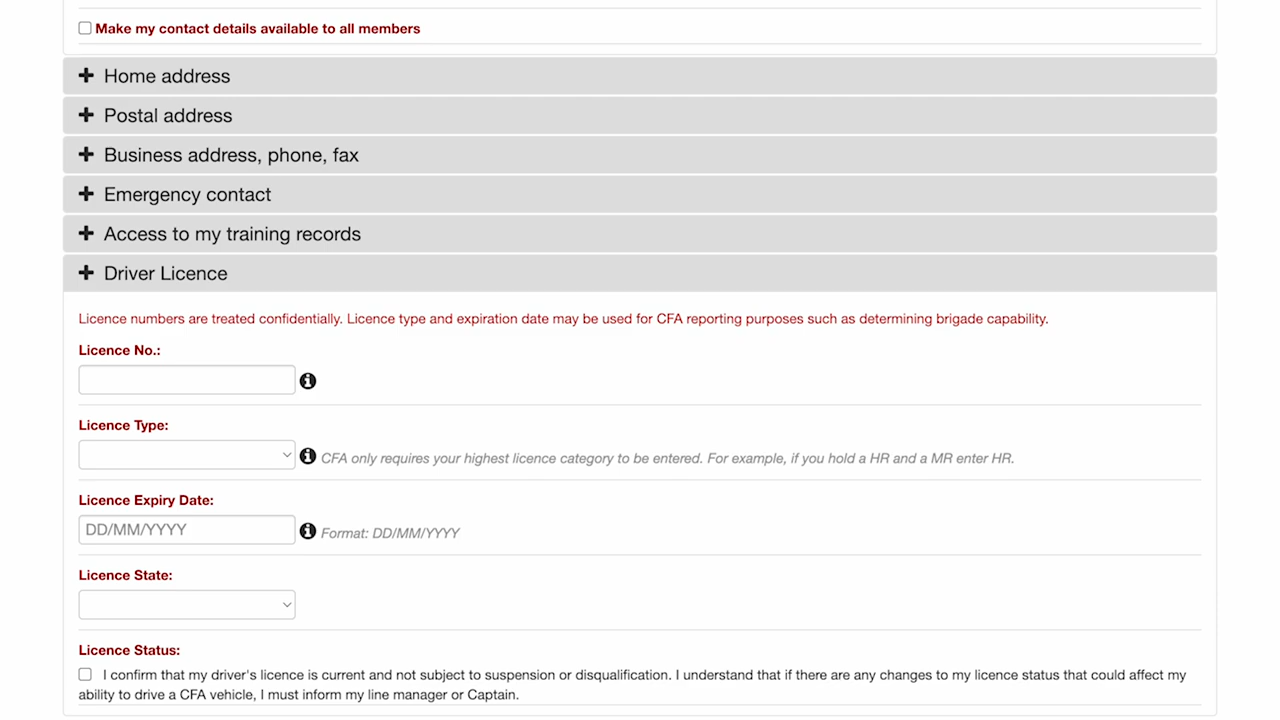 Make my contact details available to all members
Home address
Postal address
Business address, phone, fax
Emergency contact
Access to my training records
Driver Licence
Licence numbers are treated confidentially. Licence type and expiration date may be used for CFA reporting purposes such as determining brigade capability.
Licence No.:
Licence Type:
CFA only requires your highest licence category to be entered. For example, if you hold a HR and a MR enter HR.
Licence Expiry Date:
DD/MM/YYYY Format: DD/MM/YYYY
Licence State:
Licence Status:
I confirm that my driver's licence is current and not subject to suspension or disqualification. I understand that if there are any changes to my licence status that could affect my
ability to drive a CFA vehicle, I must inform my line manager or Captain.